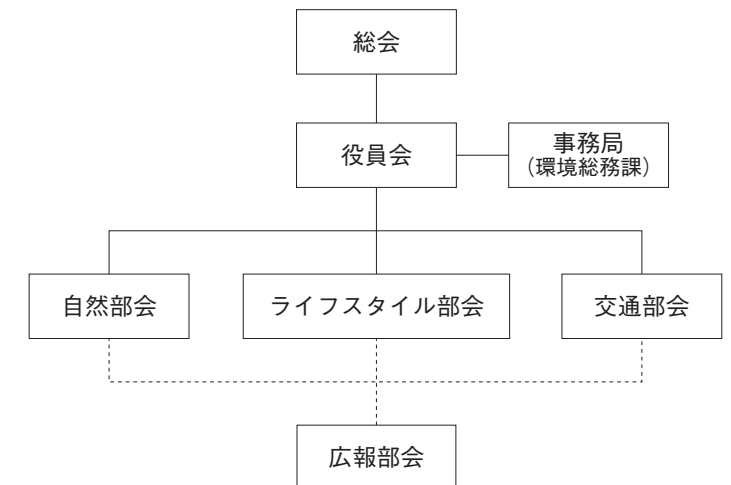 総会
役員会
事務局
（環境総務課）
自然部会
ライフスタイル部会
交通部会
広報部会